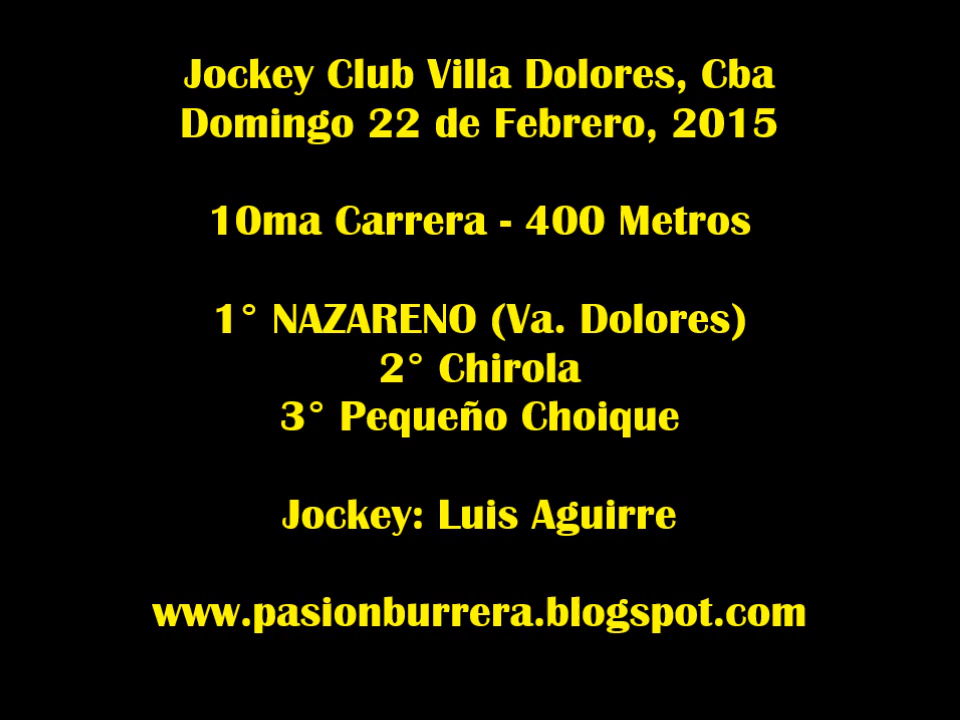 Jockey Club Villa Dolores, Cba
Domingo 22 de Febrero, 2015
10ma Carrera - 400 Metros
1° NAZARENO (Va. Dolores)
2° Chirola
3° Pequeño Choique
Jockey: Luis Aguirre
www.pasionburrera.blogspot.com